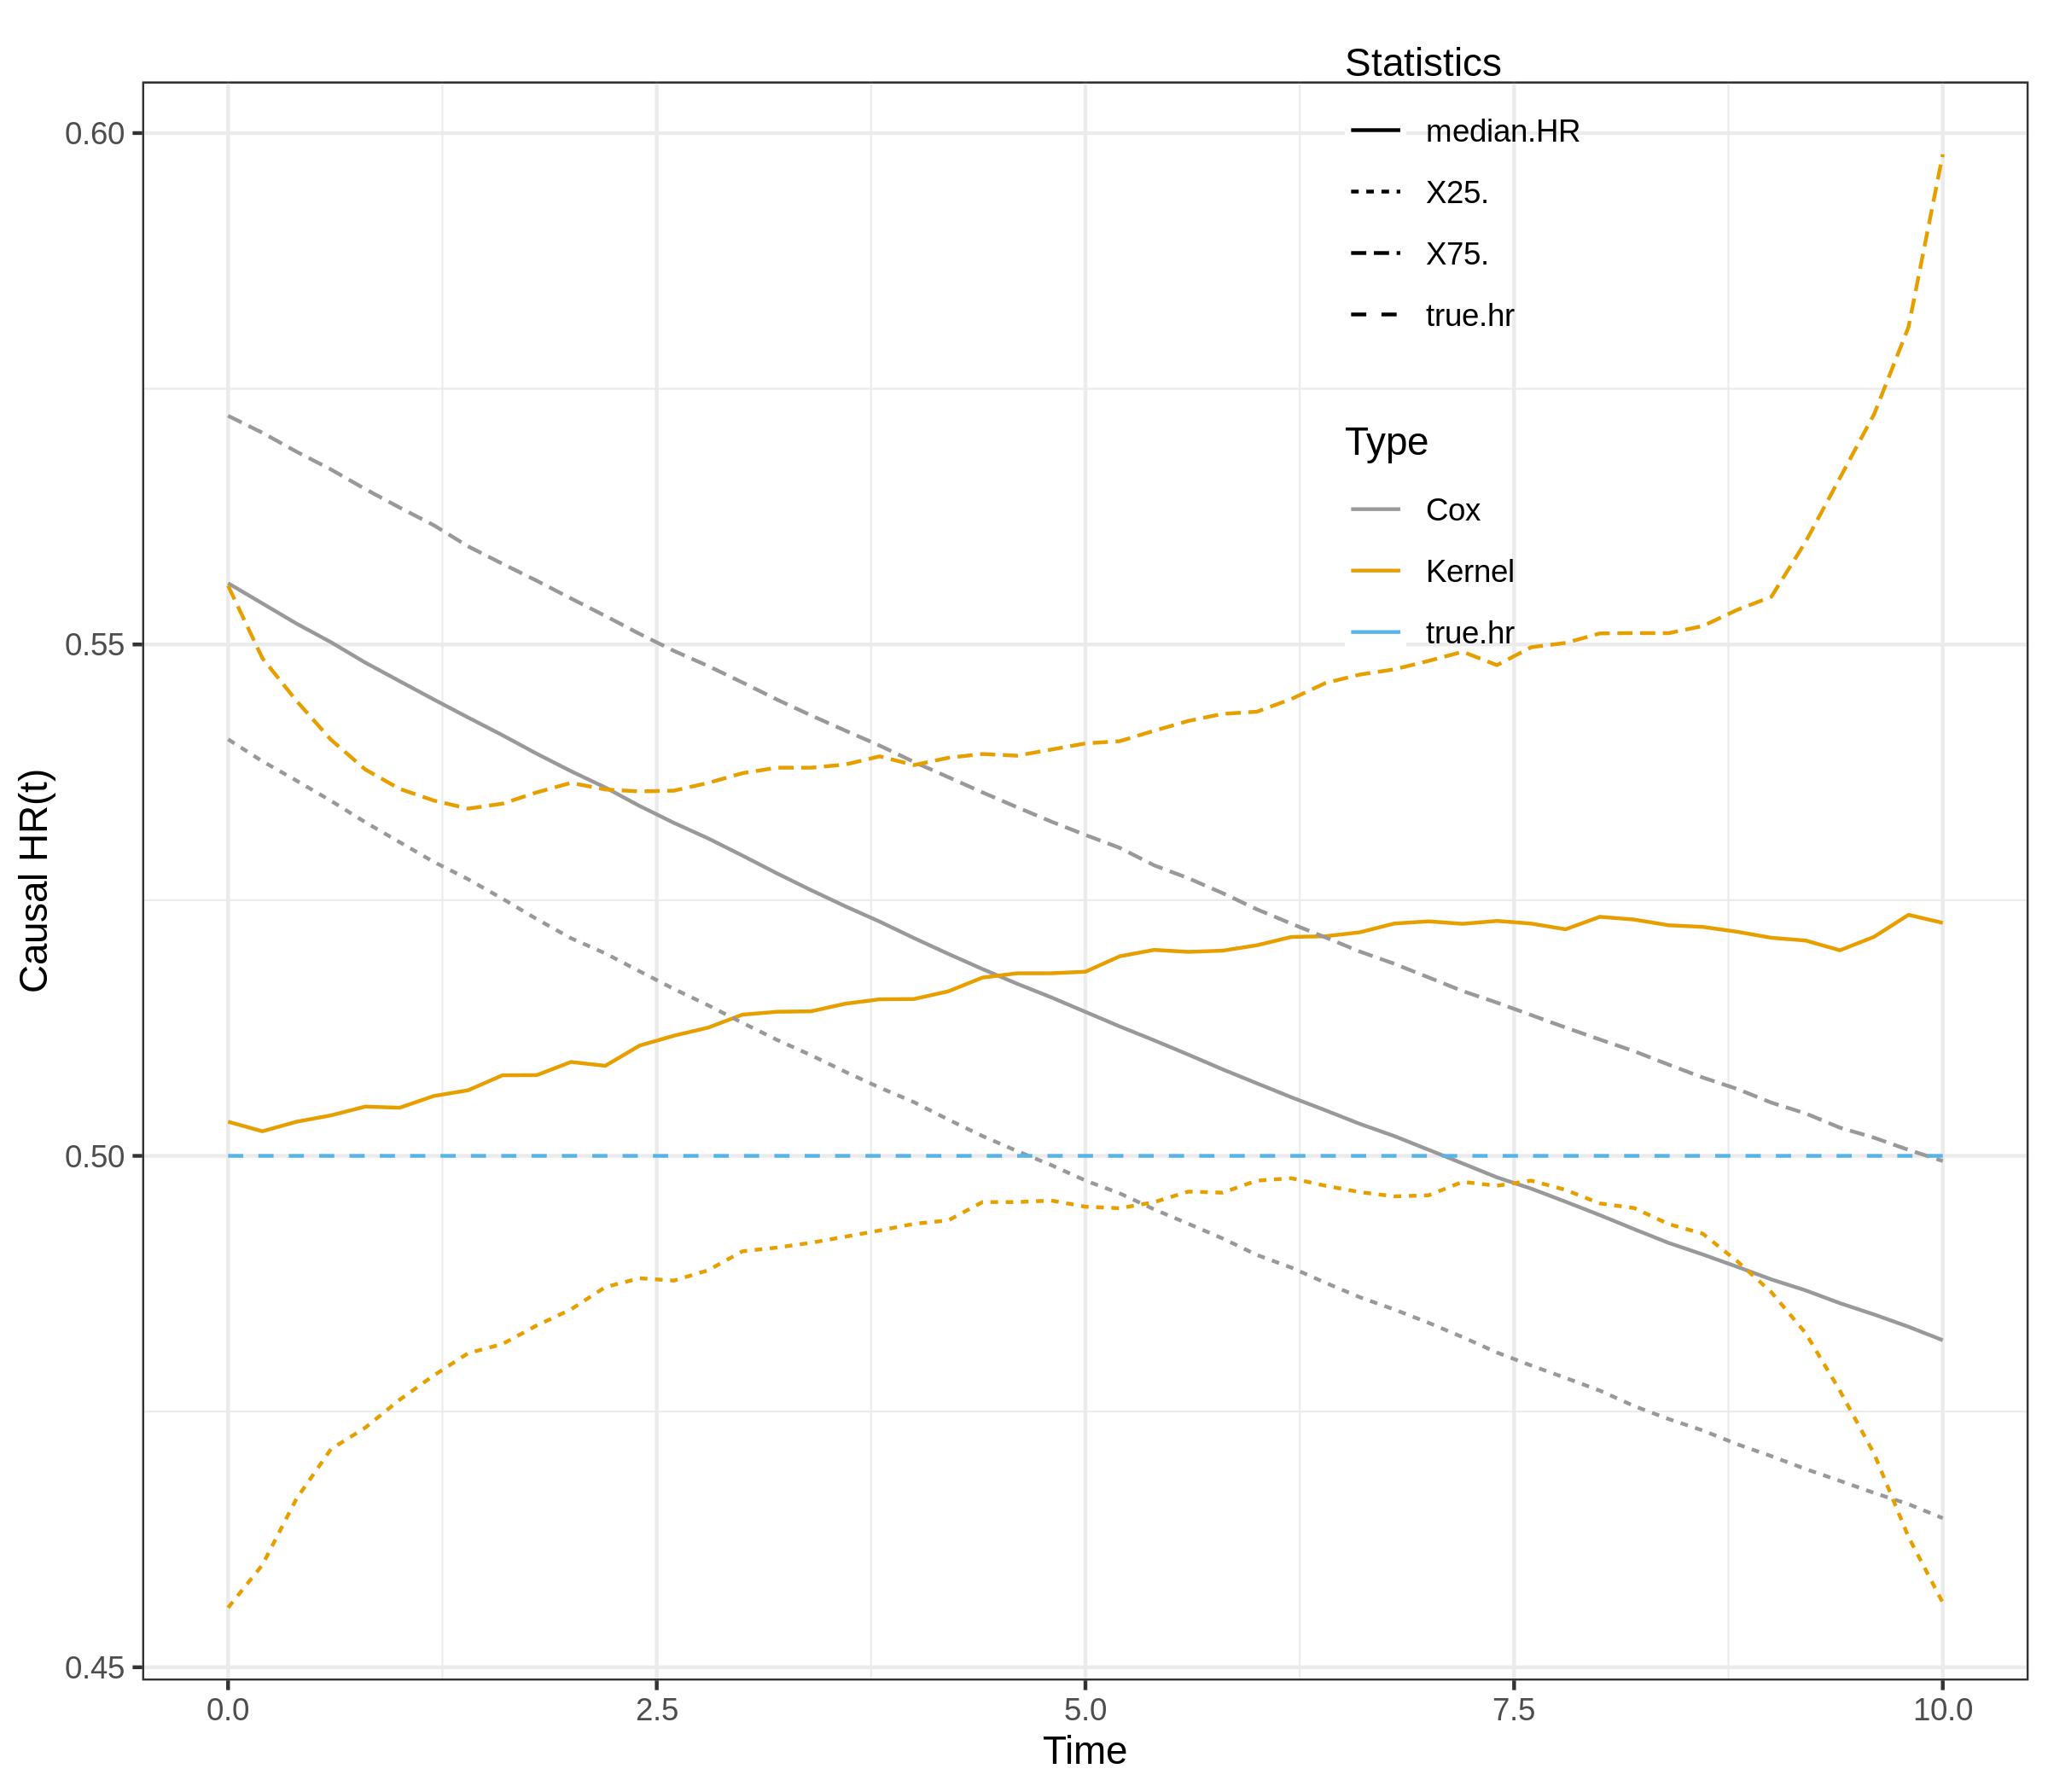 Statistics
median.HR
X25.
X75.
true.hr
Type
Cox
Kernel
true.hr
0.60
0.55
0.50
0.45
Causal HR(t)
0.0 2.5 5.0 7.5 10.0
Time